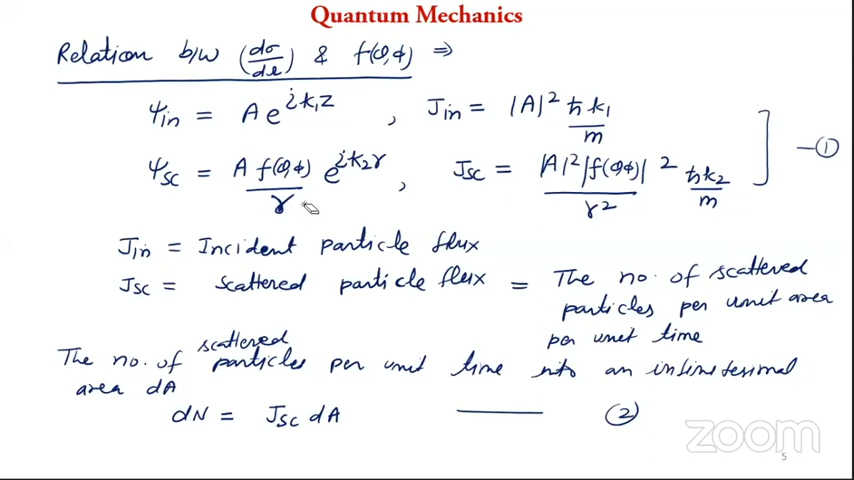 Quantum Mechanics
Relation b/w (dσ/dΩ) & f(θ,φ) ⇒
ψin = A e^{ik₁z} , Jin = |A|² ħk₁/m
ψsc = A f(θ,φ)/r e^{ik₂r} , Jsc = |A|²|f(θ,φ)|²/r² ħk₂/m — ①
Jin = Incident particle flux
Jsc = scattered particle flux = The no. of scattered
particles per unit area
per unit time
The no. of scattered particles per unit time into an infinitesimal
area dA
dN = Jsc dA —— ②
zoom
5